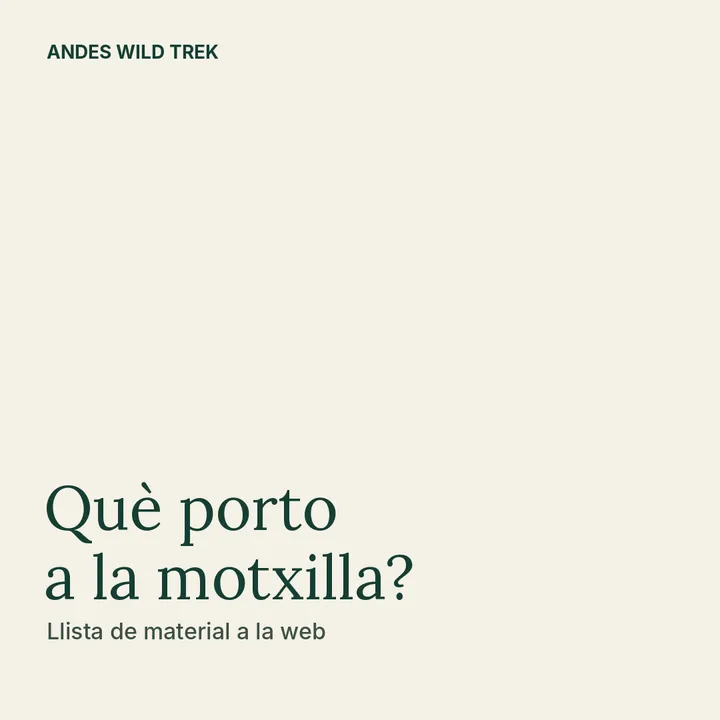 ANDES WILD TREK
Què porto
a la motxilla?
Llista de material a la web